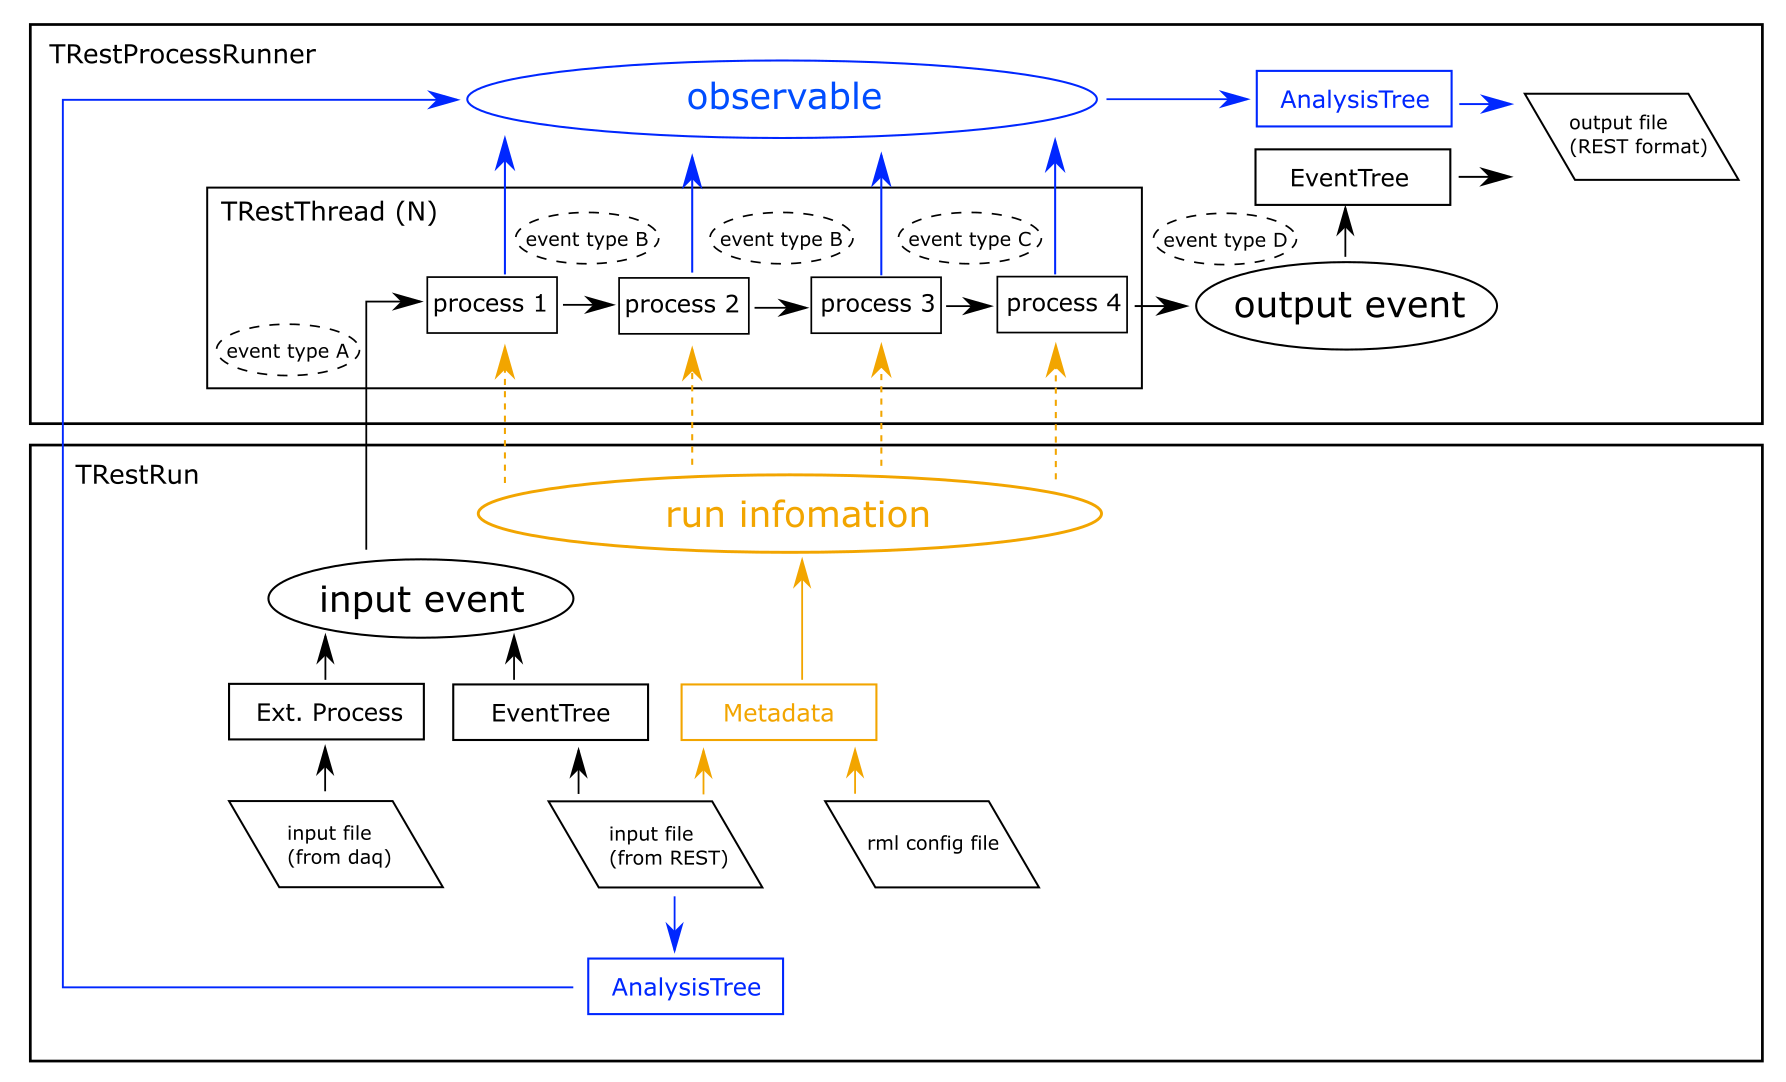 TRestProcessRunner
observable
AnalysisTree
output file
(REST format)
EventTree
TRestThread (N)
event type B
event type B
event type C
event type D
process 1
process 2
process 3
process 4
output event
event type A
TRestRun
run infomation
input event
Ext. Process
EventTree
Metadata
input file
(from daq)
input file
(from REST)
rml config file
AnalysisTree